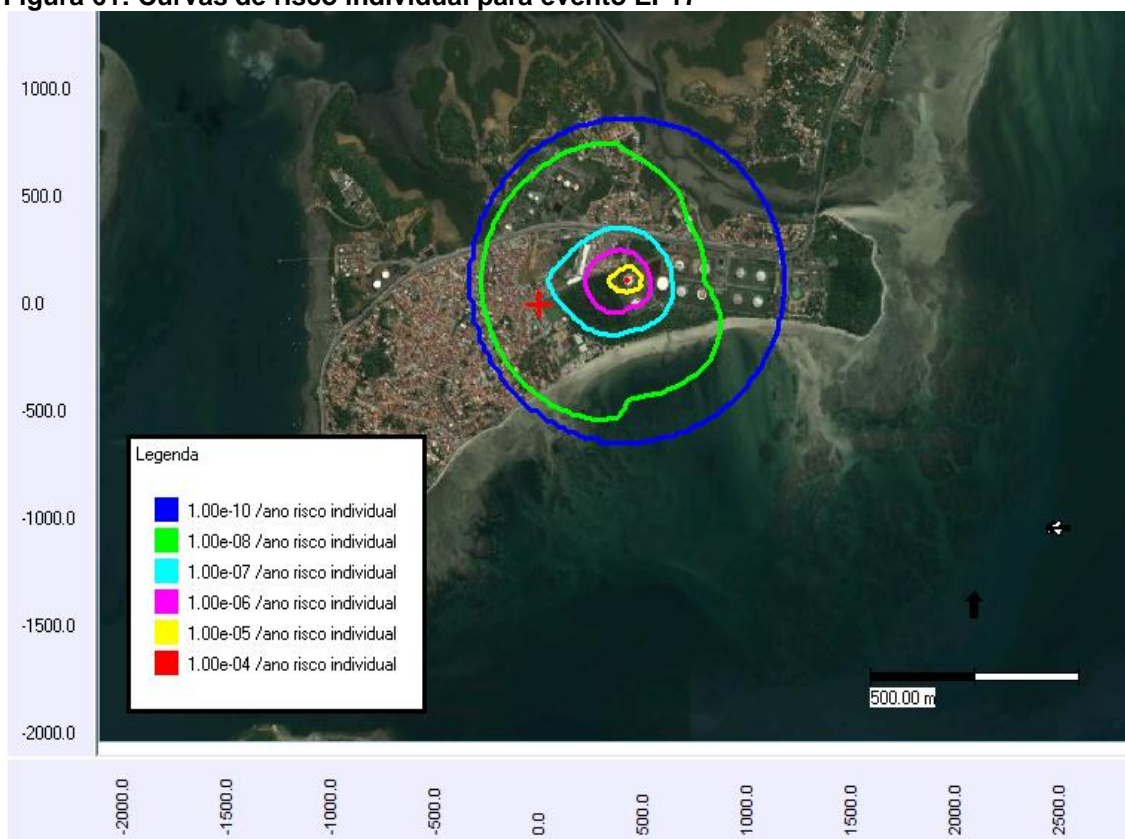 Figura 61: Curvas de risco individual para evento EI-17
1000.0
500.0
0.0
-500.0
-1000.0
-1500.0
-2000.0
Legenda
1.00e-10 /ano risco individual
1.00e-08 /ano risco individual
1.00e-07 /ano risco individual
1.00e-06 /ano risco individual
1.00e-05 /ano risco individual
1.00e-04 /ano risco individual
500.00 m
-2000.0
-1500.0
-1000.0
-500.0
0.0
500.0
1000.0
1500.0
2000.0
2500.0